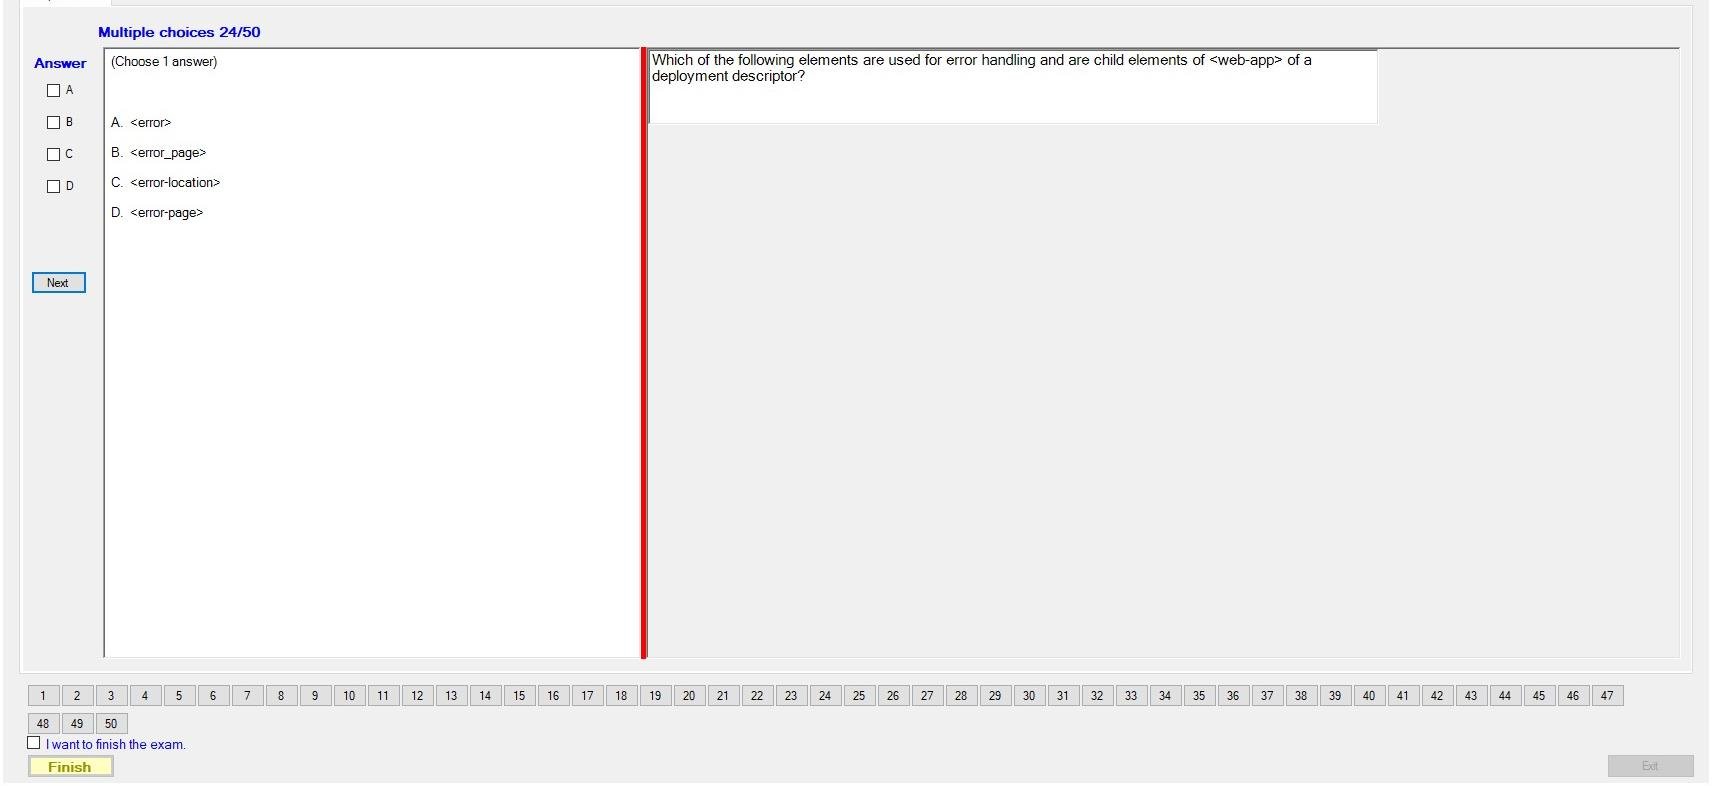 Multiple choices 24/50
Answer
A
B
C
D
Next
(Choose 1 answer)
A. <error>
B. <error_page>
C. <error-location>
D. <error-page>
Which of the following elements are used for error handling and are child elements of <web-app> of a
deployment descriptor?
1 2 3 4 5 6 7 8 9 10 11 12 13 14 15 16 17 18 19 20 21 22 23 24 25 26 27 28 29 30 31 32 33 34 35 36 37 38 39 40 41 42 43 44 45 46 47
48 49 50
I want to finish the exam.
Finish
Exit